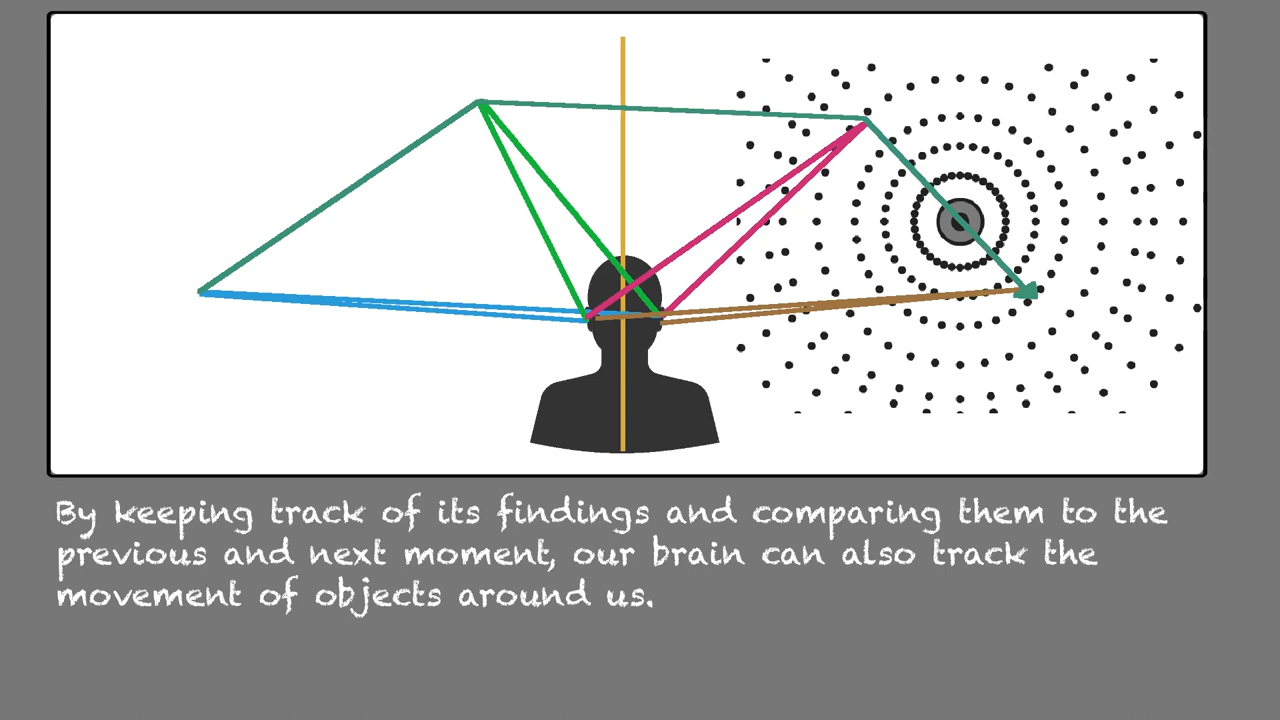 By keeping track of its findings and comparing them to the
previous and next moment, our brain can also track the
movement of objects around us.